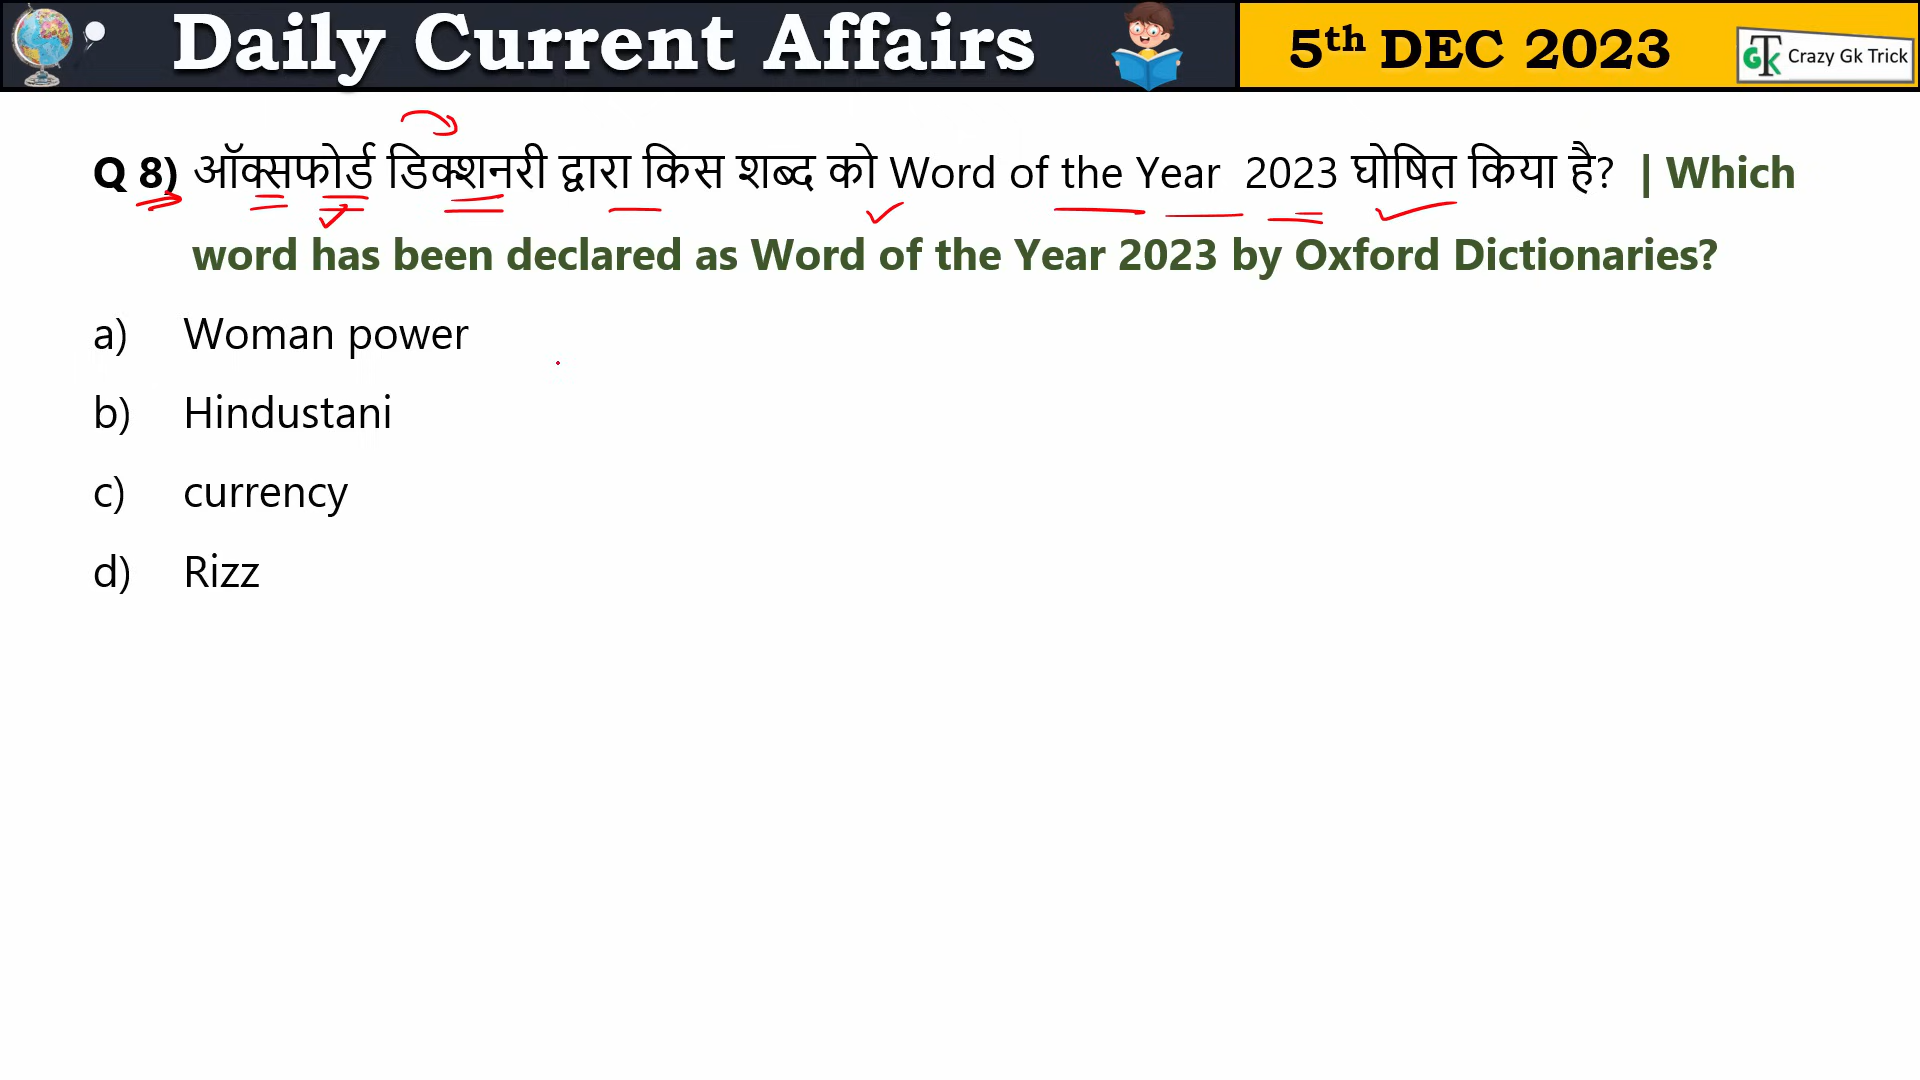 Daily Current Affairs
5th DEC 2023
GTK Crazy Gk Trick
Q 8) ऑक्सफोर्ड डिक्शनरी द्वारा किस शब्द को Word of the Year 2023 घोषित किया है? | Which
word has been declared as Word of the Year 2023 by Oxford Dictionaries?
a) Woman power
b) Hindustani
c) currency
d) Rizz